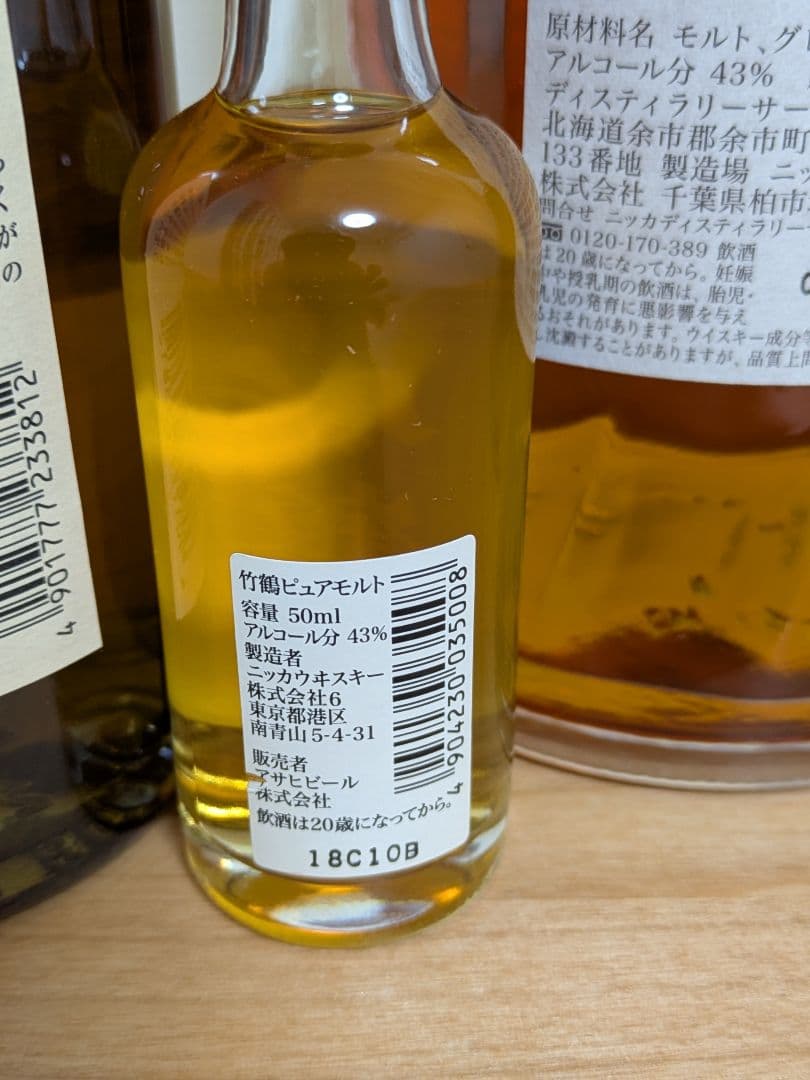 が
の
4901777233812
竹鶴ピュアモルト
容量 50ml
アルコール分 43%
製造者
ニッカウヰスキー
株式会社6
東京都港区
南青山5-4-31
販売者
アサヒビール
株式会社
飲酒は20歳になってから。
18C10B
4904230035008
原材料名 モルト、グ
アルコール分 43%
ディスティラリーサー
北海道余市郡余市町
133番地 製造場 ニッ
株式会社 千葉県柏市
問合せ ニッカディスティラリー
0120-170-389 飲酒
は20歳になってから。妊娠
中や授乳期の飲酒は、胎児・
乳児の発育に悪影響を与え
るおそれがあります。ウイスキー成分
沈澱することがありますが、品質上